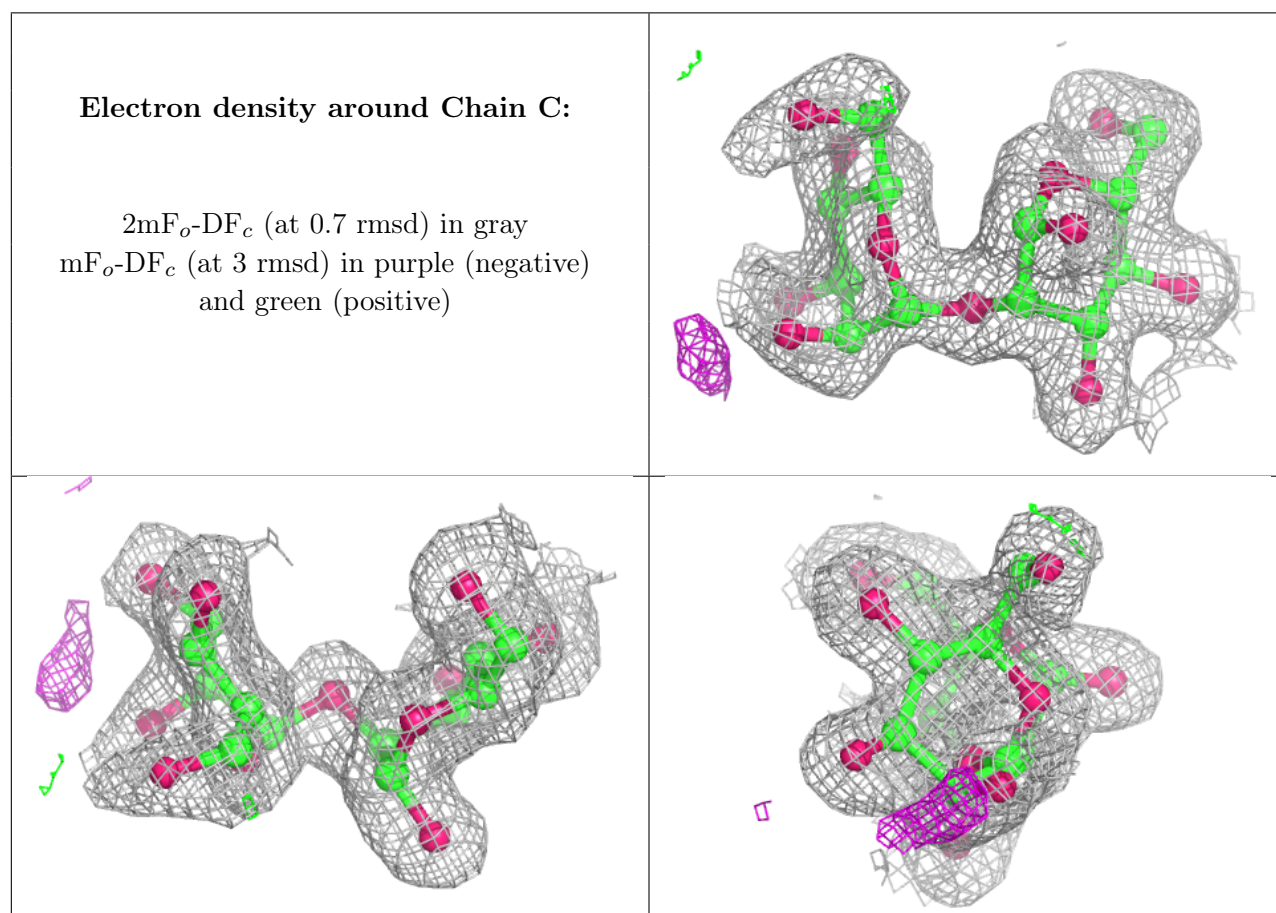 Electron density around Chain C:
2mFo-DFc (at 0.7 rmsd) in gray
mFo-DFc (at 3 rmsd) in purple (negative)
and green (positive)